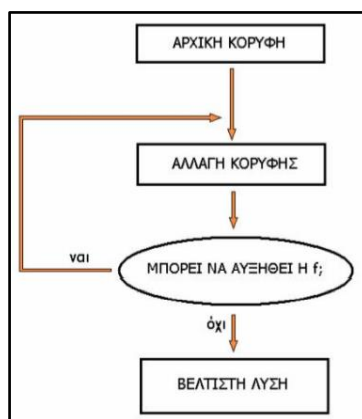 ΑΡΧΙΚΗ ΚΟΡΥΦΗ
ΑΛΛΑΓΗ ΚΟΡΥΦΗΣ
ναι
ΜΠΟΡΕΙ ΝΑ ΑΥΞΗΘΕΙ Η f;
όχι
ΒΕΛΤΙΣΤΗ ΛΥΣΗ